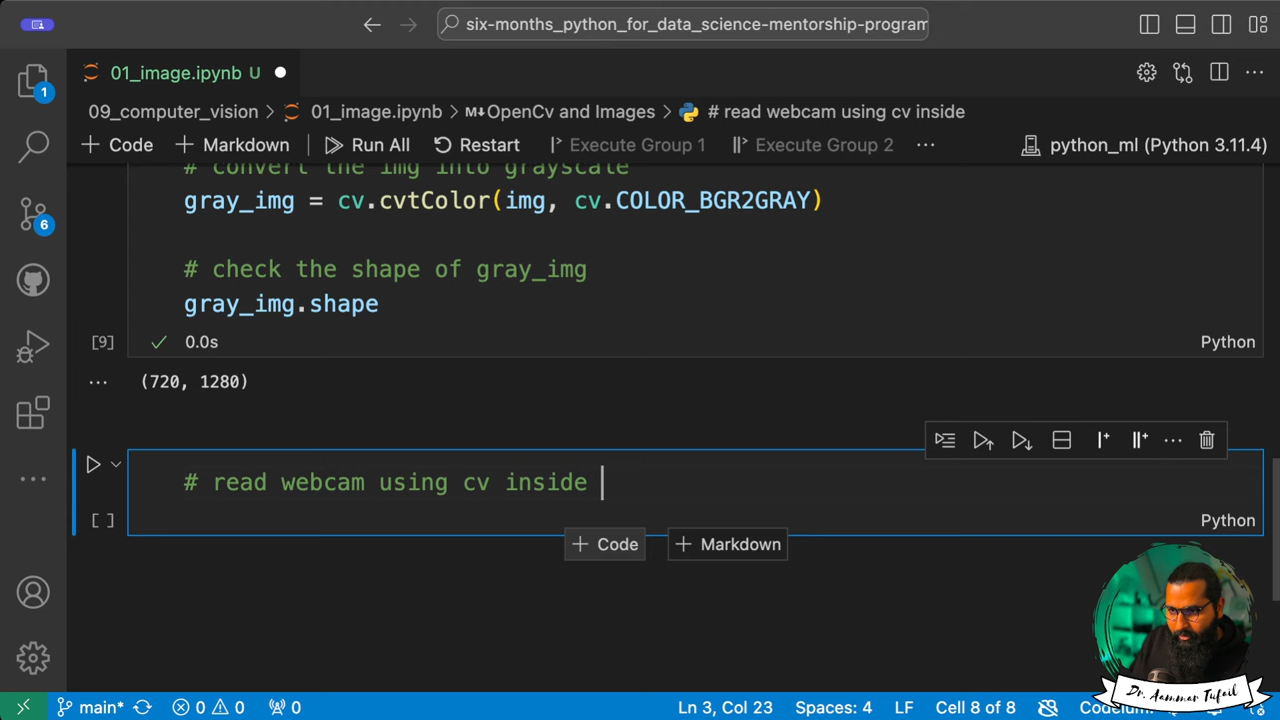 six-months_python_for_data_science-mentorship-program
01_image.ipynb U
1
09_computer_vision > 01_image.ipynb > M↓OpenCv and Images > # read webcam using cv inside
+ Code + Markdown Run All Restart Execute Group 1 Execute Group 2 ... python_ml (Python 3.11.4)
# convert the img into grayscale
gray_img = cv.cvtColor(img, cv.COLOR_BGR2GRAY)
6
# check the shape of gray_img
gray_img.shape
[9] 0.0s Python
... (720, 1280)
# read webcam using cv inside
[ ] Python
+ Code + Markdown
Dr. Aammar Tufail
main* 0 0 0 Ln 3, Col 23 Spaces: 4 LF Cell 8 of 8